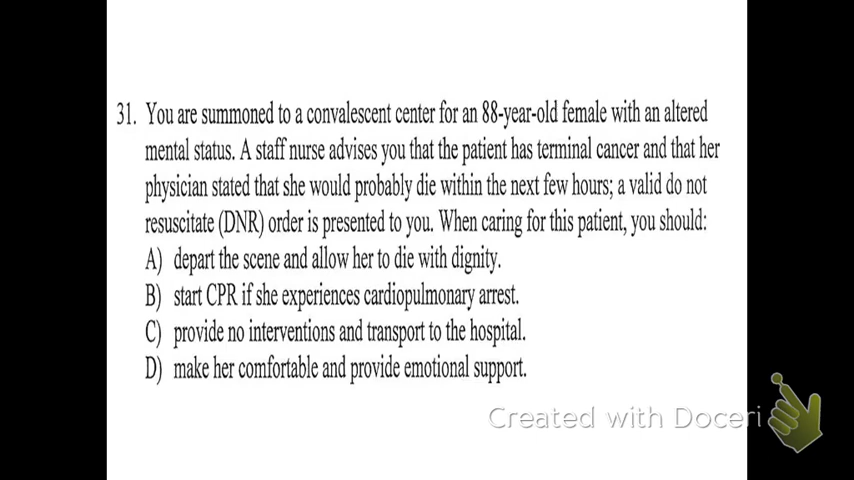 31. You are summoned to a convalescent center for an 88-year-old female with an altered
mental status. A staff nurse advises you that the patient has terminal cancer and that her
physician stated that she would probably die within the next few hours; a valid do not
resuscitate (DNR) order is presented to you. When caring for this patient, you should:
A) depart the scene and allow her to die with dignity.
B) start CPR if she experiences cardiopulmonary arrest.
C) provide no interventions and transport to the hospital.
D) make her comfortable and provide emotional support.
Created with Doceri